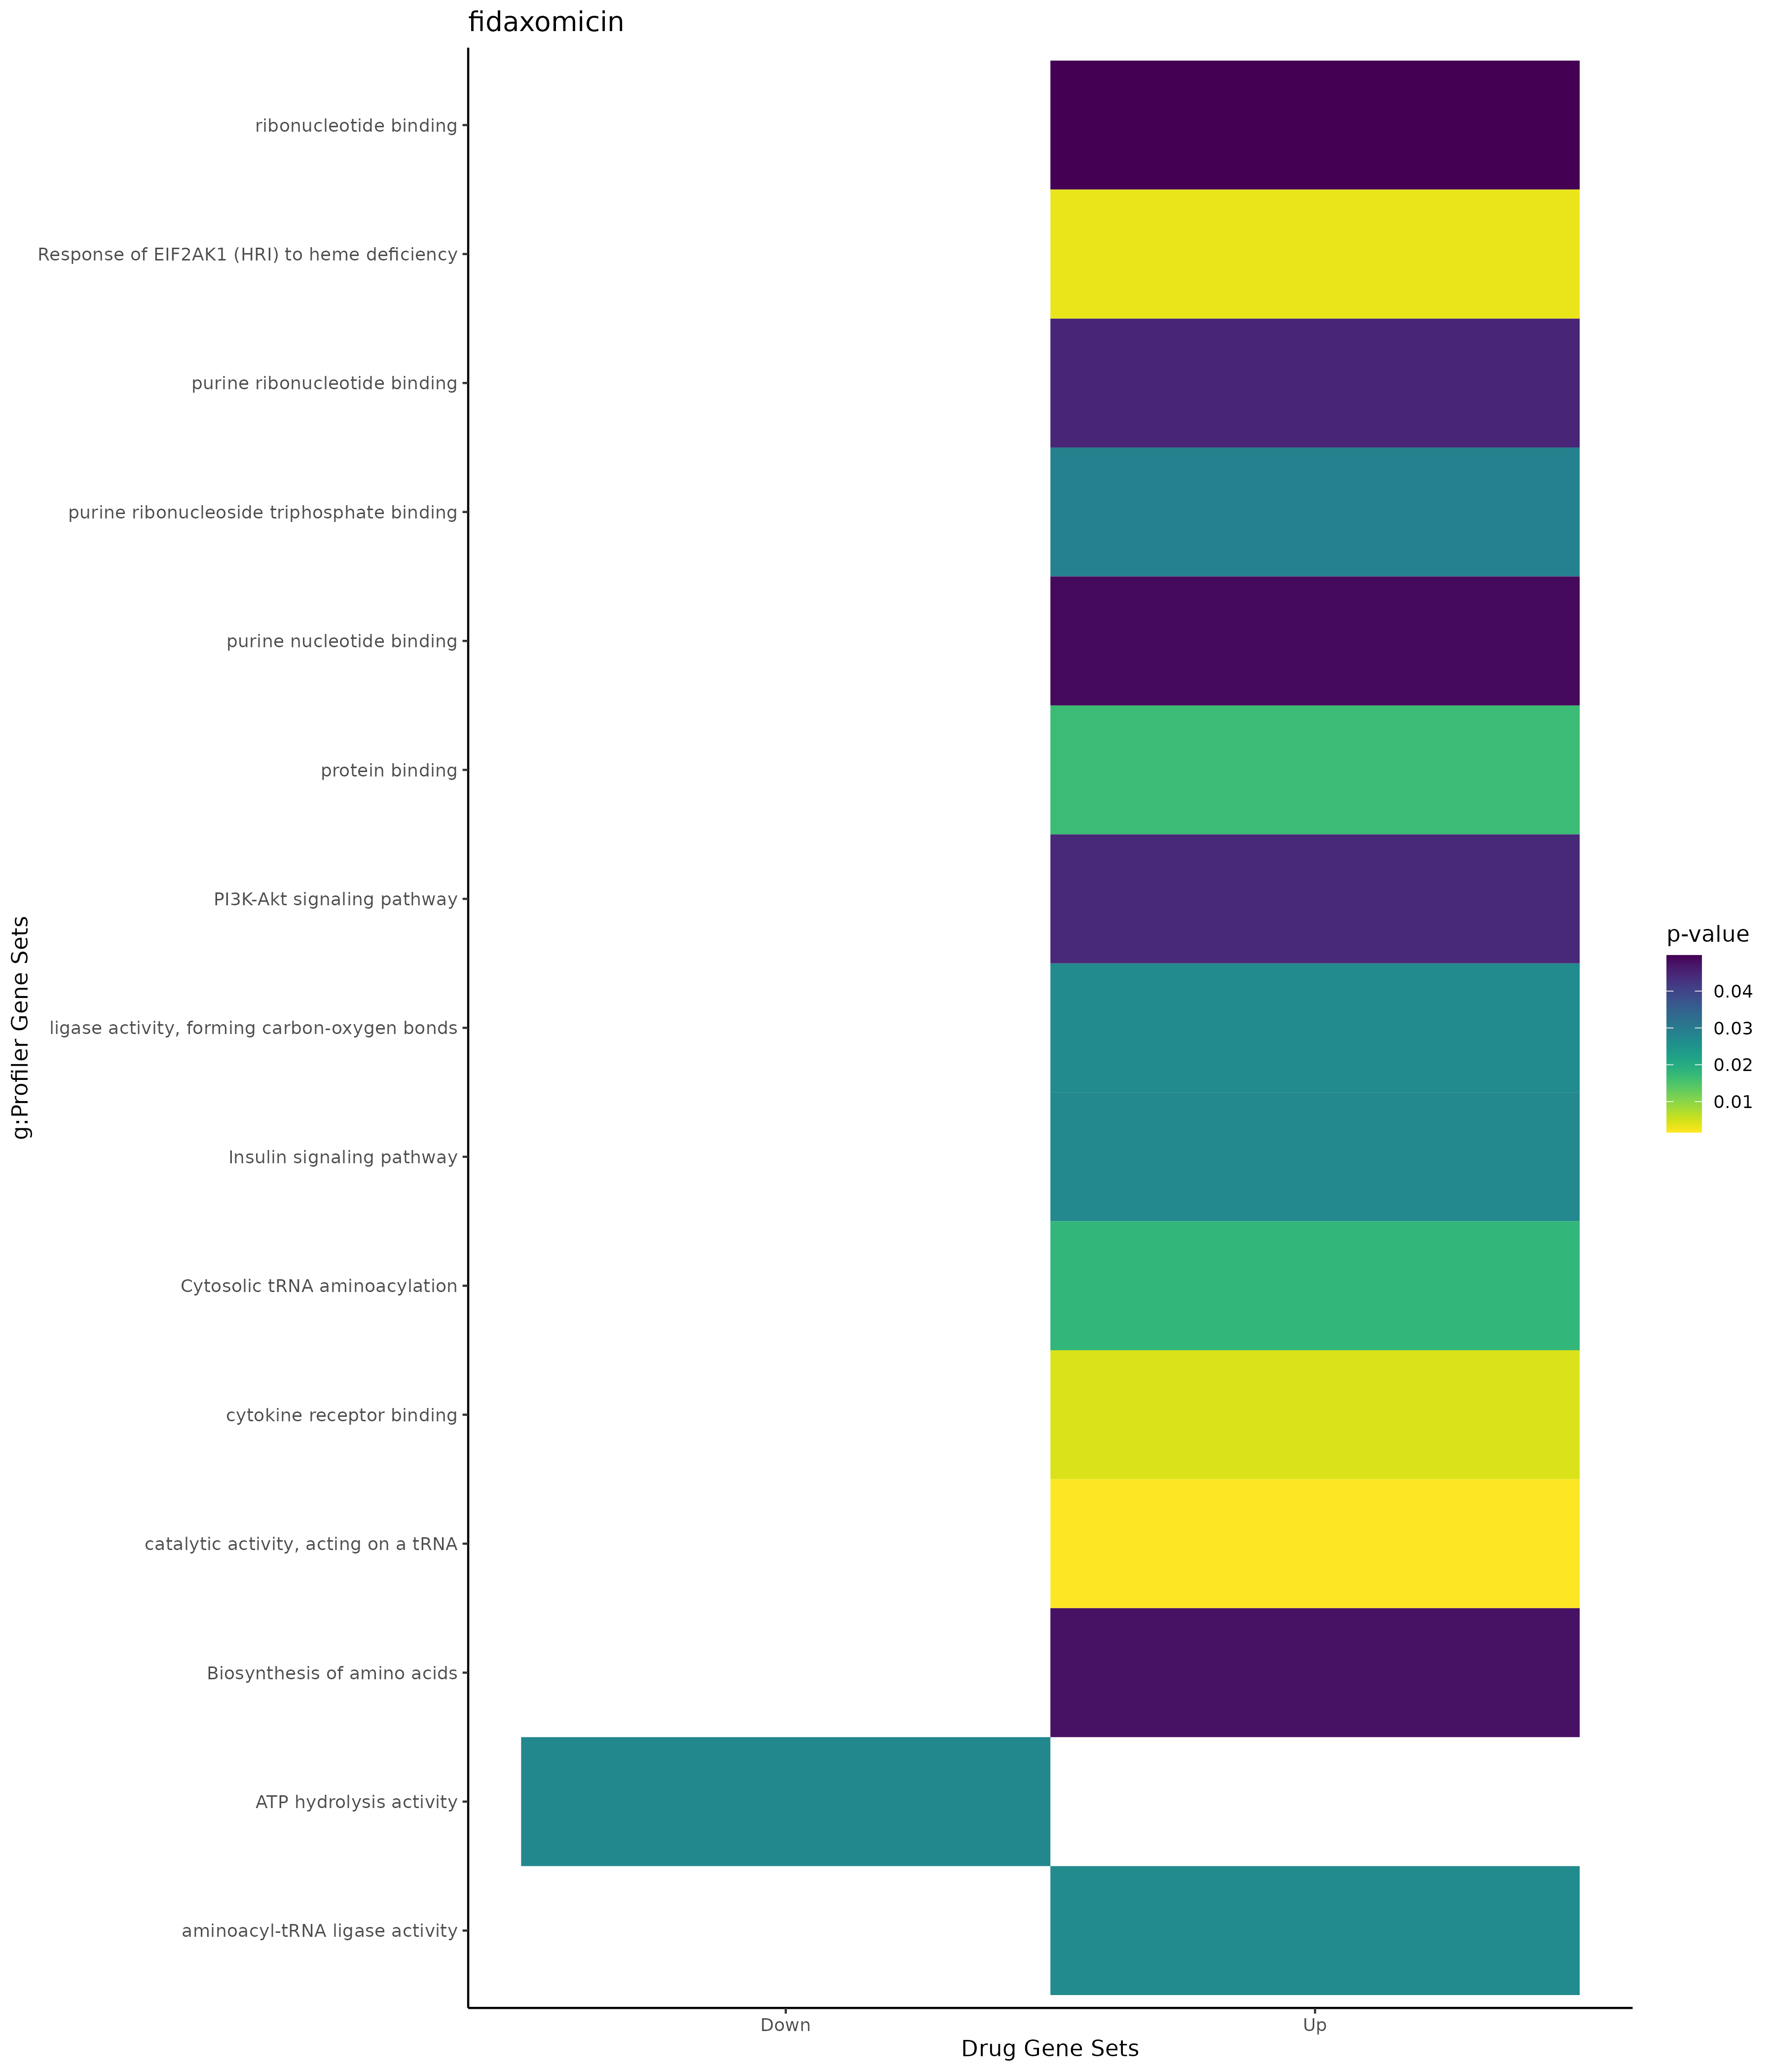 fidaxomicin
g:Profiler Gene Sets
ribonucleotide binding
Response of EIF2AK1 (HRI) to heme deficiency
purine ribonucleotide binding
purine ribonucleoside triphosphate binding
purine nucleotide binding
protein binding
PI3K-Akt signaling pathway
ligase activity, forming carbon-oxygen bonds
Insulin signaling pathway
Cytosolic tRNA aminoacylation
cytokine receptor binding
catalytic activity, acting on a tRNA
Biosynthesis of amino acids
ATP hydrolysis activity
aminoacyl-tRNA ligase activity
Down
Up
Drug Gene Sets
p-value
0.04
0.03
0.02
0.01